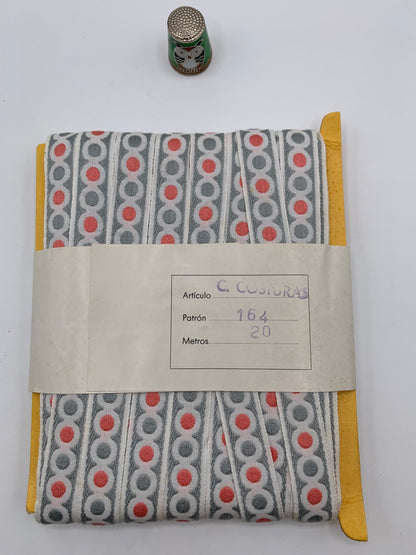 Artículo C. COSTURAS
Patrón 164
Metros 20